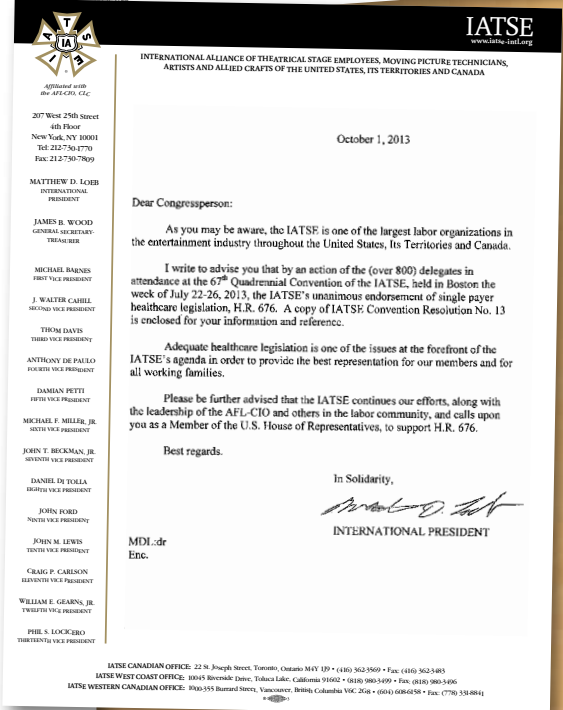 IATSE
www.iatse-intl.org
I A T S E
IA
INTERNATIONAL ALLIANCE OF THEATRICAL STAGE EMPLOYEES, MOVING PICTURE TECHNICIANS,
ARTISTS AND ALLIED CRAFTS OF THE UNITED STATES, ITS TERRITORIES AND CANADA
Affiliated with
the AFL-CIO, CLC
207 West 25th Street
4th Floor
New York, NY 10001
Tel: 212-730-1770
Fax: 212-730-7809
MATTHEW D. LOEB
INTERNATIONAL
PRESIDENT
JAMES B. WOOD
GENERAL SECRETARY-
TREASURER
MICHAEL BARNES
FIRST VICE PRESIDENT
J. WALTER CAHILL
SECOND VICE PRESIDENT
THOM DAVIS
THIRD VICE PRESIDENT
ANTHONY DE PAULO
FOURTH VICE PRESIDENT
DAMIAN PETTI
FIFTH VICE PRESIDENT
MICHAEL F. MILLER, JR.
SIXTH VICE PRESIDENT
JOHN T. BECKMAN, JR.
SEVENTH VICE PRESIDENT
DANIEL DI TOLLA
EIGHTH VICE PRESIDENT
JOHN FORD
NINTH VICE PRESIDENT
JOHN M. LEWIS
TENTH VICE PRESIDENT
CRAIG P. CARLSON
ELEVENTH VICE PRESIDENT
WILLIAM E. GEARNS, JR.
TWELFTH VICE PRESIDENT
PHIL S. LOCICERO
THIRTEENTH VICE PRESIDENT
October 1, 2013
Dear Congressperson:
As you may be aware, the IATSE is one of the largest labor organizations in
the entertainment industry throughout the United States, Its Territories and Canada.
I write to advise you that by an action of the (over 800) delegates in
attendance at the 67th Quadrennial Convention of the IATSE, held in Boston the
week of July 22-26, 2013, the IATSE's unanimous endorsement of single payer
healthcare legislation, H.R. 676. A copy of IATSE Convention Resolution No. 13
is enclosed for your information and reference.
Adequate healthcare legislation is one of the issues at the forefront of the
IATSE's agenda in order to provide the best representation for our members and for
all working families.
Please be further advised that the IATSE continues our efforts, along with
the leadership of the AFL-CIO and others in the labor community, and calls upon
you as a Member of the U.S. House of Representatives, to support H.R. 676.
Best regards.
In Solidarity,
INTERNATIONAL PRESIDENT
MDL:dr
Enc.
IATSE CANADIAN OFFICE: 22 St. Joseph Street, Toronto, Ontario M4Y 1J9 • (416) 362-3569 • Fax: (416) 362-3483
IATSE WEST COAST OFFICE: 10045 Riverside Drive, Toluca Lake, California 91602 • (818) 980-3499 • Fax: (818) 980-3496
IATSE WESTERN CANADIAN OFFICE: 1000-355 Burrard Street, Vancouver, British Columbia V6C 2G8 • (604) 608-6158 • Fax: (778) 331-8841